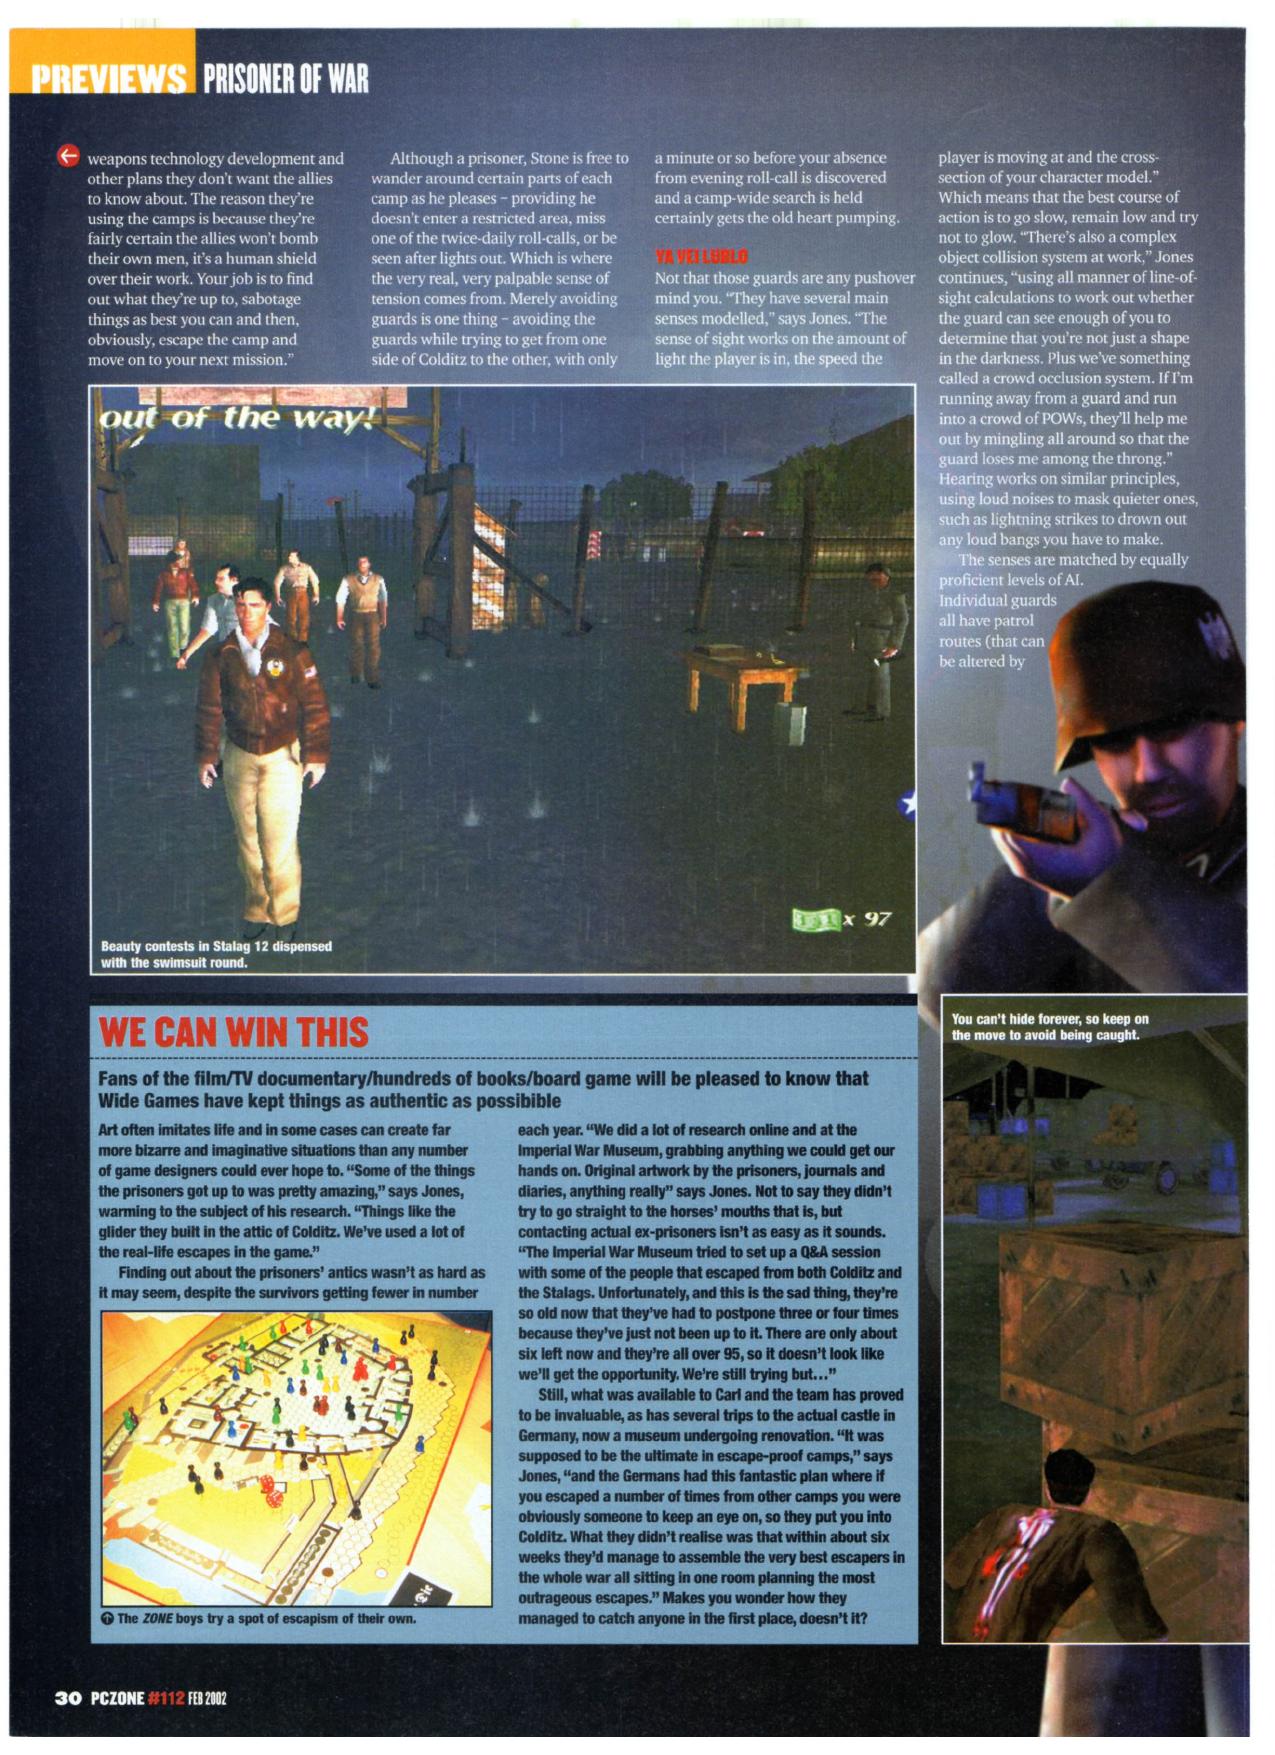 PREVIEWS PRISONER OF WAR
weapons technology development and
other plans they don't want the allies
to know about. The reason they're
using the camps is because they're
fairly certain the allies won't bomb
their own men, it's a human shield
over their work. Your job is to find
out what they're up to, sabotage
things as best you can and then,
obviously, escape the camp and
move on to your next mission.”
Although a prisoner, Stone is free to
wander around certain parts of each
camp as he pleases – providing he
doesn't enter a restricted area, miss
one of the twice-daily roll-calls, or be
seen after lights out. Which is where
the very real, very palpable sense of
tension comes from. Merely avoiding
guards is one thing – avoiding the
guards while trying to get from one
side of Colditz to the other, with only
a minute or so before your absence
from evening roll-call is discovered
and a camp-wide search is held
certainly gets the old heart pumping.
YA VEI LUBLO
Not that those guards are any pushover
mind you. “They have several main
senses modelled,” says Jones. “The
sense of sight works on the amount of
light the player is in, the speed the
player is moving at and the cross-
section of your character model.”
Which means that the best course of
action is to go slow, remain low and try
not to glow. “There's also a complex
object collision system at work,” Jones
continues, “using all manner of line-of-
sight calculations to work out whether
the guard can see enough of you to
determine that you're not just a shape
in the darkness. Plus we've something
called a crowd occlusion system. If I'm
running away from a guard and run
into a crowd of POWs, they'll help me
out by mingling all around so that the
guard loses me among the throng.”
Hearing works on similar principles,
using loud noises to mask quieter ones,
such as lightning strikes to drown out
any loud bangs you have to make.
The senses are matched by equally
proficient levels of AI.
Individual guards
all have patrol
routes (that can
be altered by
out of the way!
x 97
Beauty contests in Stalag 12 dispensed
with the swimsuit round.
WE CAN WIN THIS
Fans of the film/TV documentary/hundreds of books/board game will be pleased to know that
Wide Games have kept things as authentic as possibible
Art often imitates life and in some cases can create far
more bizarre and imaginative situations than any number
of game designers could ever hope to. “Some of the things
the prisoners got up to was pretty amazing,” says Jones,
warming to the subject of his research. “Things like the
glider they built in the attic of Colditz. We've used a lot of
the real-life escapes in the game.”
Finding out about the prisoners' antics wasn't as hard as
it may seem, despite the survivors getting fewer in number
The ZONE boys try a spot of escapism of their own.
each year. “We did a lot of research online and at the
Imperial War Museum, grabbing anything we could get our
hands on. Original artwork by the prisoners, journals and
diaries, anything really” says Jones. Not to say they didn't
try to go straight to the horses' mouths that is, but
contacting actual ex-prisoners isn't as easy as it sounds.
“The Imperial War Museum tried to set up a Q&A session
with some of the people that escaped from both Colditz and
the Stalags. Unfortunately, and this is the sad thing, they're
so old now that they've had to postpone three or four times
because they've just not been up to it. There are only about
six left now and they're all over 95, so it doesn't look like
we'll get the opportunity. We're still trying but...”
Still, what was available to Carl and the team has proved
to be invaluable, as has several trips to the actual castle in
Germany, now a museum undergoing renovation. “It was
supposed to be the ultimate in escape-proof camps,” says
Jones, “and the Germans had this fantastic plan where if
you escaped a number of times from other camps you were
obviously someone to keep an eye on, so they put you into
Colditz. What they didn't realise was that within about six
weeks they'd manage to assemble the very best escapers in
the whole war all sitting in one room planning the most
outrageous escapes.” Makes you wonder how they
managed to catch anyone in the first place, doesn't it?
You can't hide forever, so keep on
the move to avoid being caught.
30 PCZONE #112 FEB 2002